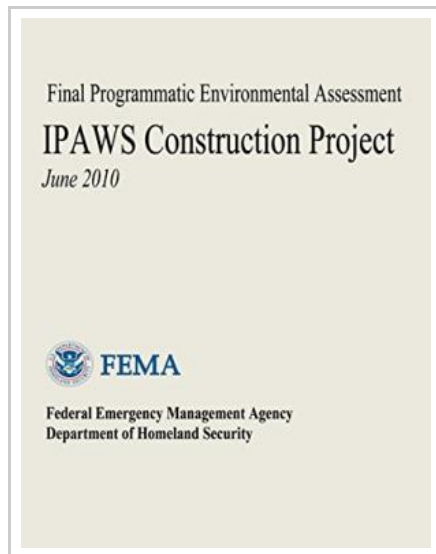 Final Programmatic Environmental Assessment
IPAWS Construction Project
June 2010
FEMA
Federal Emergency Management Agency
Department of Homeland Security